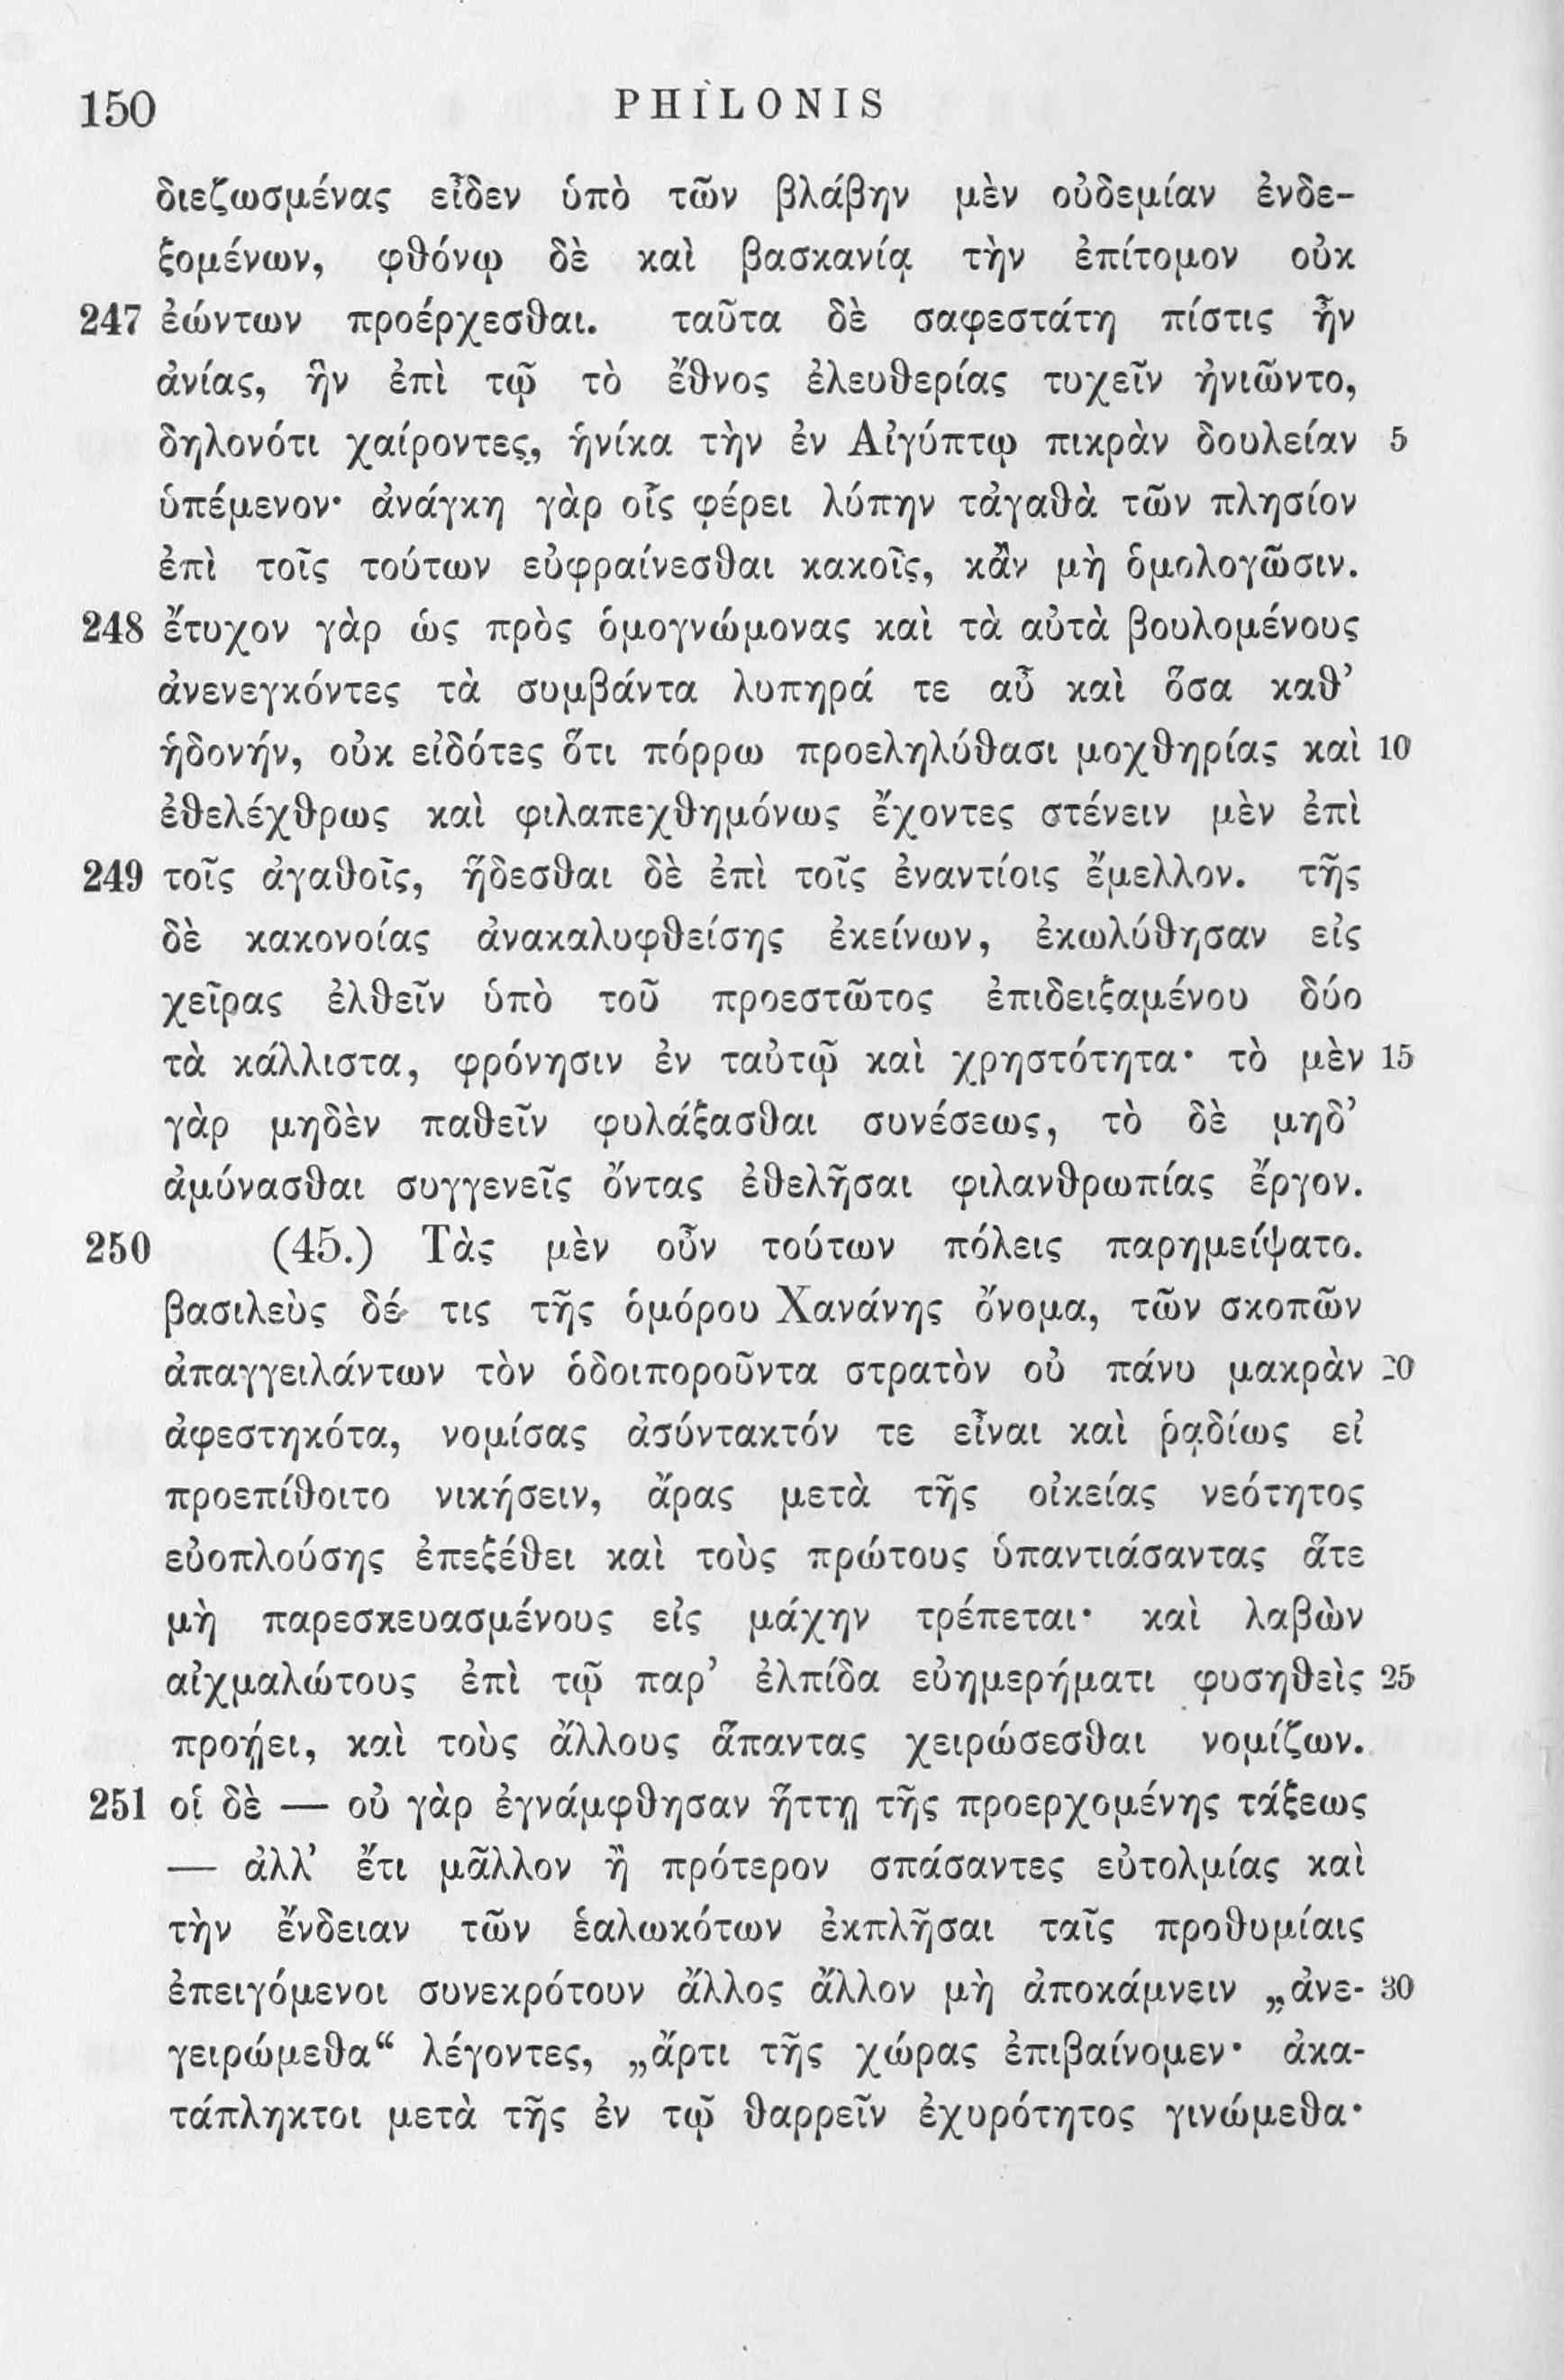 150 PHILONIS
διεζωσμένας εἶδεν ὑπὸ τῶν βλάβην μὲν οὐδεμίαν ἐνδε-
ξομένων, φθόνῳ δὲ καὶ βασκανίᾳ τὴν ἐπίτομον οὐκ
247 ἐώντων προέρχεσθαι. ταῦτα δὲ σαφεστάτη πίστις ἦν
ἀνίας, ἣν ἐπὶ τῷ τὸ ἔθνος ἐλευθερίας τυχεῖν ἠνιῶντο,
δηλονότι χαίροντες, ἡνίκα τὴν ἐν Αἰγύπτῳ πικρὰν δουλείαν 5
ὑπέμενον· ἀνάγκη γὰρ οἷς φέρει λύπην τἀγαθὰ τῶν πλησίον
ἐπὶ τοῖς τούτων εὐφραίνεσθαι κακοῖς, κἂν μὴ ὁμολογῶσιν.
248 ἔτυχον γὰρ ὡς πρὸς ὁμογνώμονας καὶ τὰ αὐτὰ βουλομένους
ἀνενεγκόντες τὰ συμβάντα λυπηρά τε αὖ καὶ ὅσα καθ’
ἡδονήν, οὐκ εἰδότες ὅτι πόρρω προεληλύθασι μοχθηρίας καὶ 10
ἐθελέχθρως καὶ φιλαπεχθημόνως ἔχοντες στένειν μὲν ἐπὶ
249 τοῖς ἀγαθοῖς, ἥδεσθαι δὲ ἐπὶ τοῖς ἐναντίοις ἔμελλον. τῆς
δὲ κακονοίας ἀνακαλυφθείσης ἐκείνων, ἐκωλύθησαν εἰς
χεῖρας ἐλθεῖν ὑπὸ τοῦ προεστῶτος ἐπιδειξαμένου δύο
τὰ κάλλιστα, φρόνησιν ἐν ταὐτῷ καὶ χρηστότητα· τὸ μὲν 15
γὰρ μηδὲν παθεῖν φυλάξασθαι συνέσεως, τὸ δὲ μηδ’
ἀμύνασθαι συγγενεῖς ὄντας ἐθελῆσαι φιλανθρωπίας ἔργον.
250 (45.) Τὰς μὲν οὖν τούτων πόλεις παρημείψατο.
βασιλεὺς δέ τις τῆς ὁμόρου Χανάνης ὄνομα, τῶν σκοπῶν
ἀπαγγειλάντων τὸν ὁδοιποροῦντα στρατὸν οὐ πάνυ μακρὰν 20
ἀφεστηκότα, νομίσας ἀσύντακτόν τε εἶναι καὶ ῥᾳδίως εἰ
προεπίθοιτο νικήσειν, ἄρας μετὰ τῆς οἰκείας νεότητος
εὐοπλούσης ἐπεξέθει καὶ τοὺς πρώτους ὑπαντιάσαντας ἅτε
μὴ παρεσκευασμένους εἰς μάχην τρέπεται· καὶ λαβὼν
αἰχμαλώτους ἐπὶ τῷ παρ’ ἐλπίδα εὐημερήματι φυσηθεὶς 25
προῄει, καὶ τοὺς ἄλλους ἅπαντας χειρώσεσθαι νομίζων.
251 οἱ δὲ — οὐ γὰρ ἐγνάμφθησαν ἥττῃ τῆς προερχομένης τάξεως
— ἀλλ’ ἔτι μᾶλλον ἢ πρότερον σπάσαντες εὐτολμίας καὶ
τὴν ἔνδειαν τῶν ἑαλωκότων ἐκπλῆσαι ταῖς προθυμίαις
ἐπειγόμενοι συνεκρότουν ἄλλος ἄλλον μὴ ἀποκάμνειν „ἀνε- 30
γειρώμεθα“ λέγοντες, „ἄρτι τῆς χώρας ἐπιβαίνομεν· ἀκα-
τάπληκτοι μετὰ τῆς ἐν τῷ θαρρεῖν ἐχυρότητος γινώμεθα·